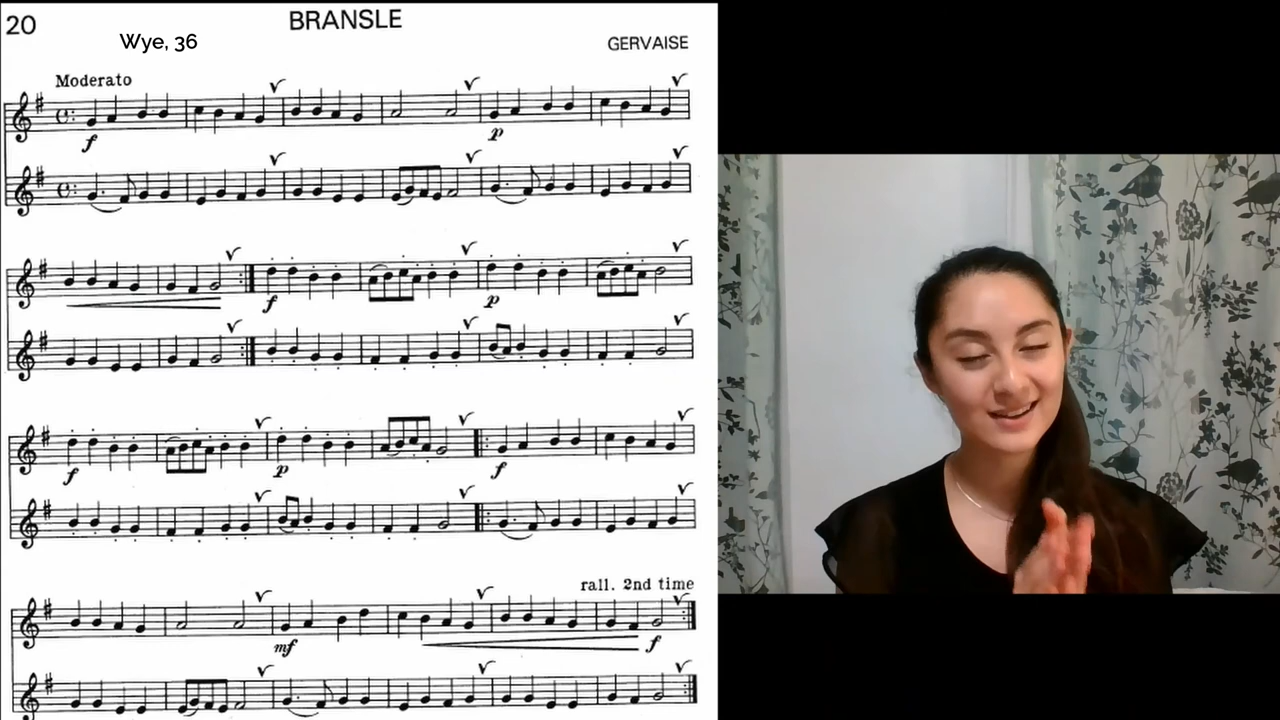 20
BRANSLE
Wye, 36
GERVAISE
Moderato
f
p
f
p
f
p
f
rall. 2nd time
mf
f